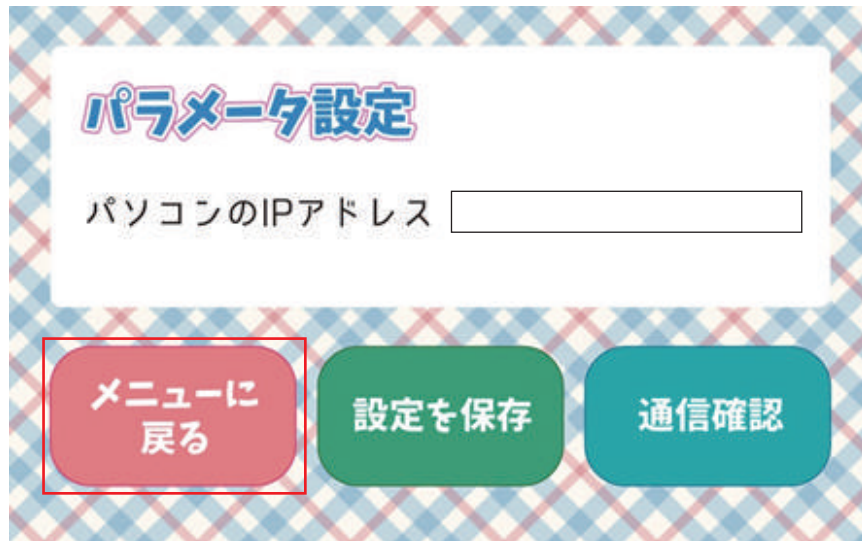 パラメータ設定
パソコンのIPアドレス
メニューに
戻る
設定を保存
通信確認